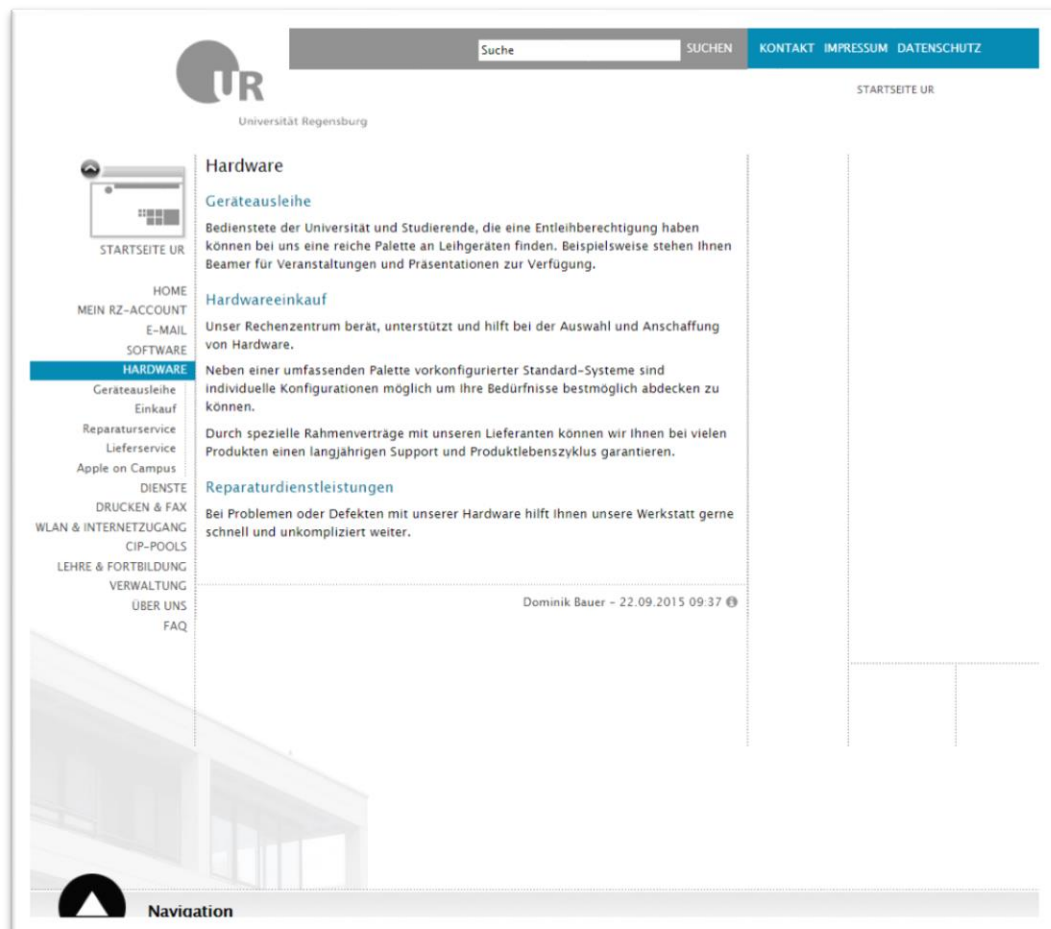 Suche
SUCHEN
KONTAKT IMPRESSUM DATENSCHUTZ
UR
STARTSEITE UR
Universität Regensburg
STARTSEITE UR
HOME
MEIN RZ-ACCOUNT
E-MAIL
SOFTWARE
HARDWARE
Geräteausleihe
Einkauf
Reparaturservice
Lieferservice
Apple on Campus
DIENSTE
DRUCKEN & FAX
WLAN & INTERNETZUGANG
CIP-POOLS
LEHRE & FORTBILDUNG
VERWALTUNG
ÜBER UNS
FAQ
Hardware
Geräteausleihe
Bedienstete der Universität und Studierende, die eine Entleihberechtigung haben
können bei uns eine reiche Palette an Leihgeräten finden. Beispielsweise stehen Ihnen
Beamer für Veranstaltungen und Präsentationen zur Verfügung.
Hardwareeinkauf
Unser Rechenzentrum berät, unterstützt und hilft bei der Auswahl und Anschaffung
von Hardware.
Neben einer umfassenden Palette vorkonfigurierter Standard-Systeme sind
individuelle Konfigurationen möglich um Ihre Bedürfnisse bestmöglich abdecken zu
können.
Durch spezielle Rahmenverträge mit unseren Lieferanten können wir Ihnen bei vielen
Produkten einen langjährigen Support und Produktlebenszyklus garantieren.
Reparaturdienstleistungen
Bei Problemen oder Defekten mit unserer Hardware hilft Ihnen unsere Werkstatt gerne
schnell und unkompliziert weiter.
Dominik Bauer - 22.09.2015 09:37
Navigation